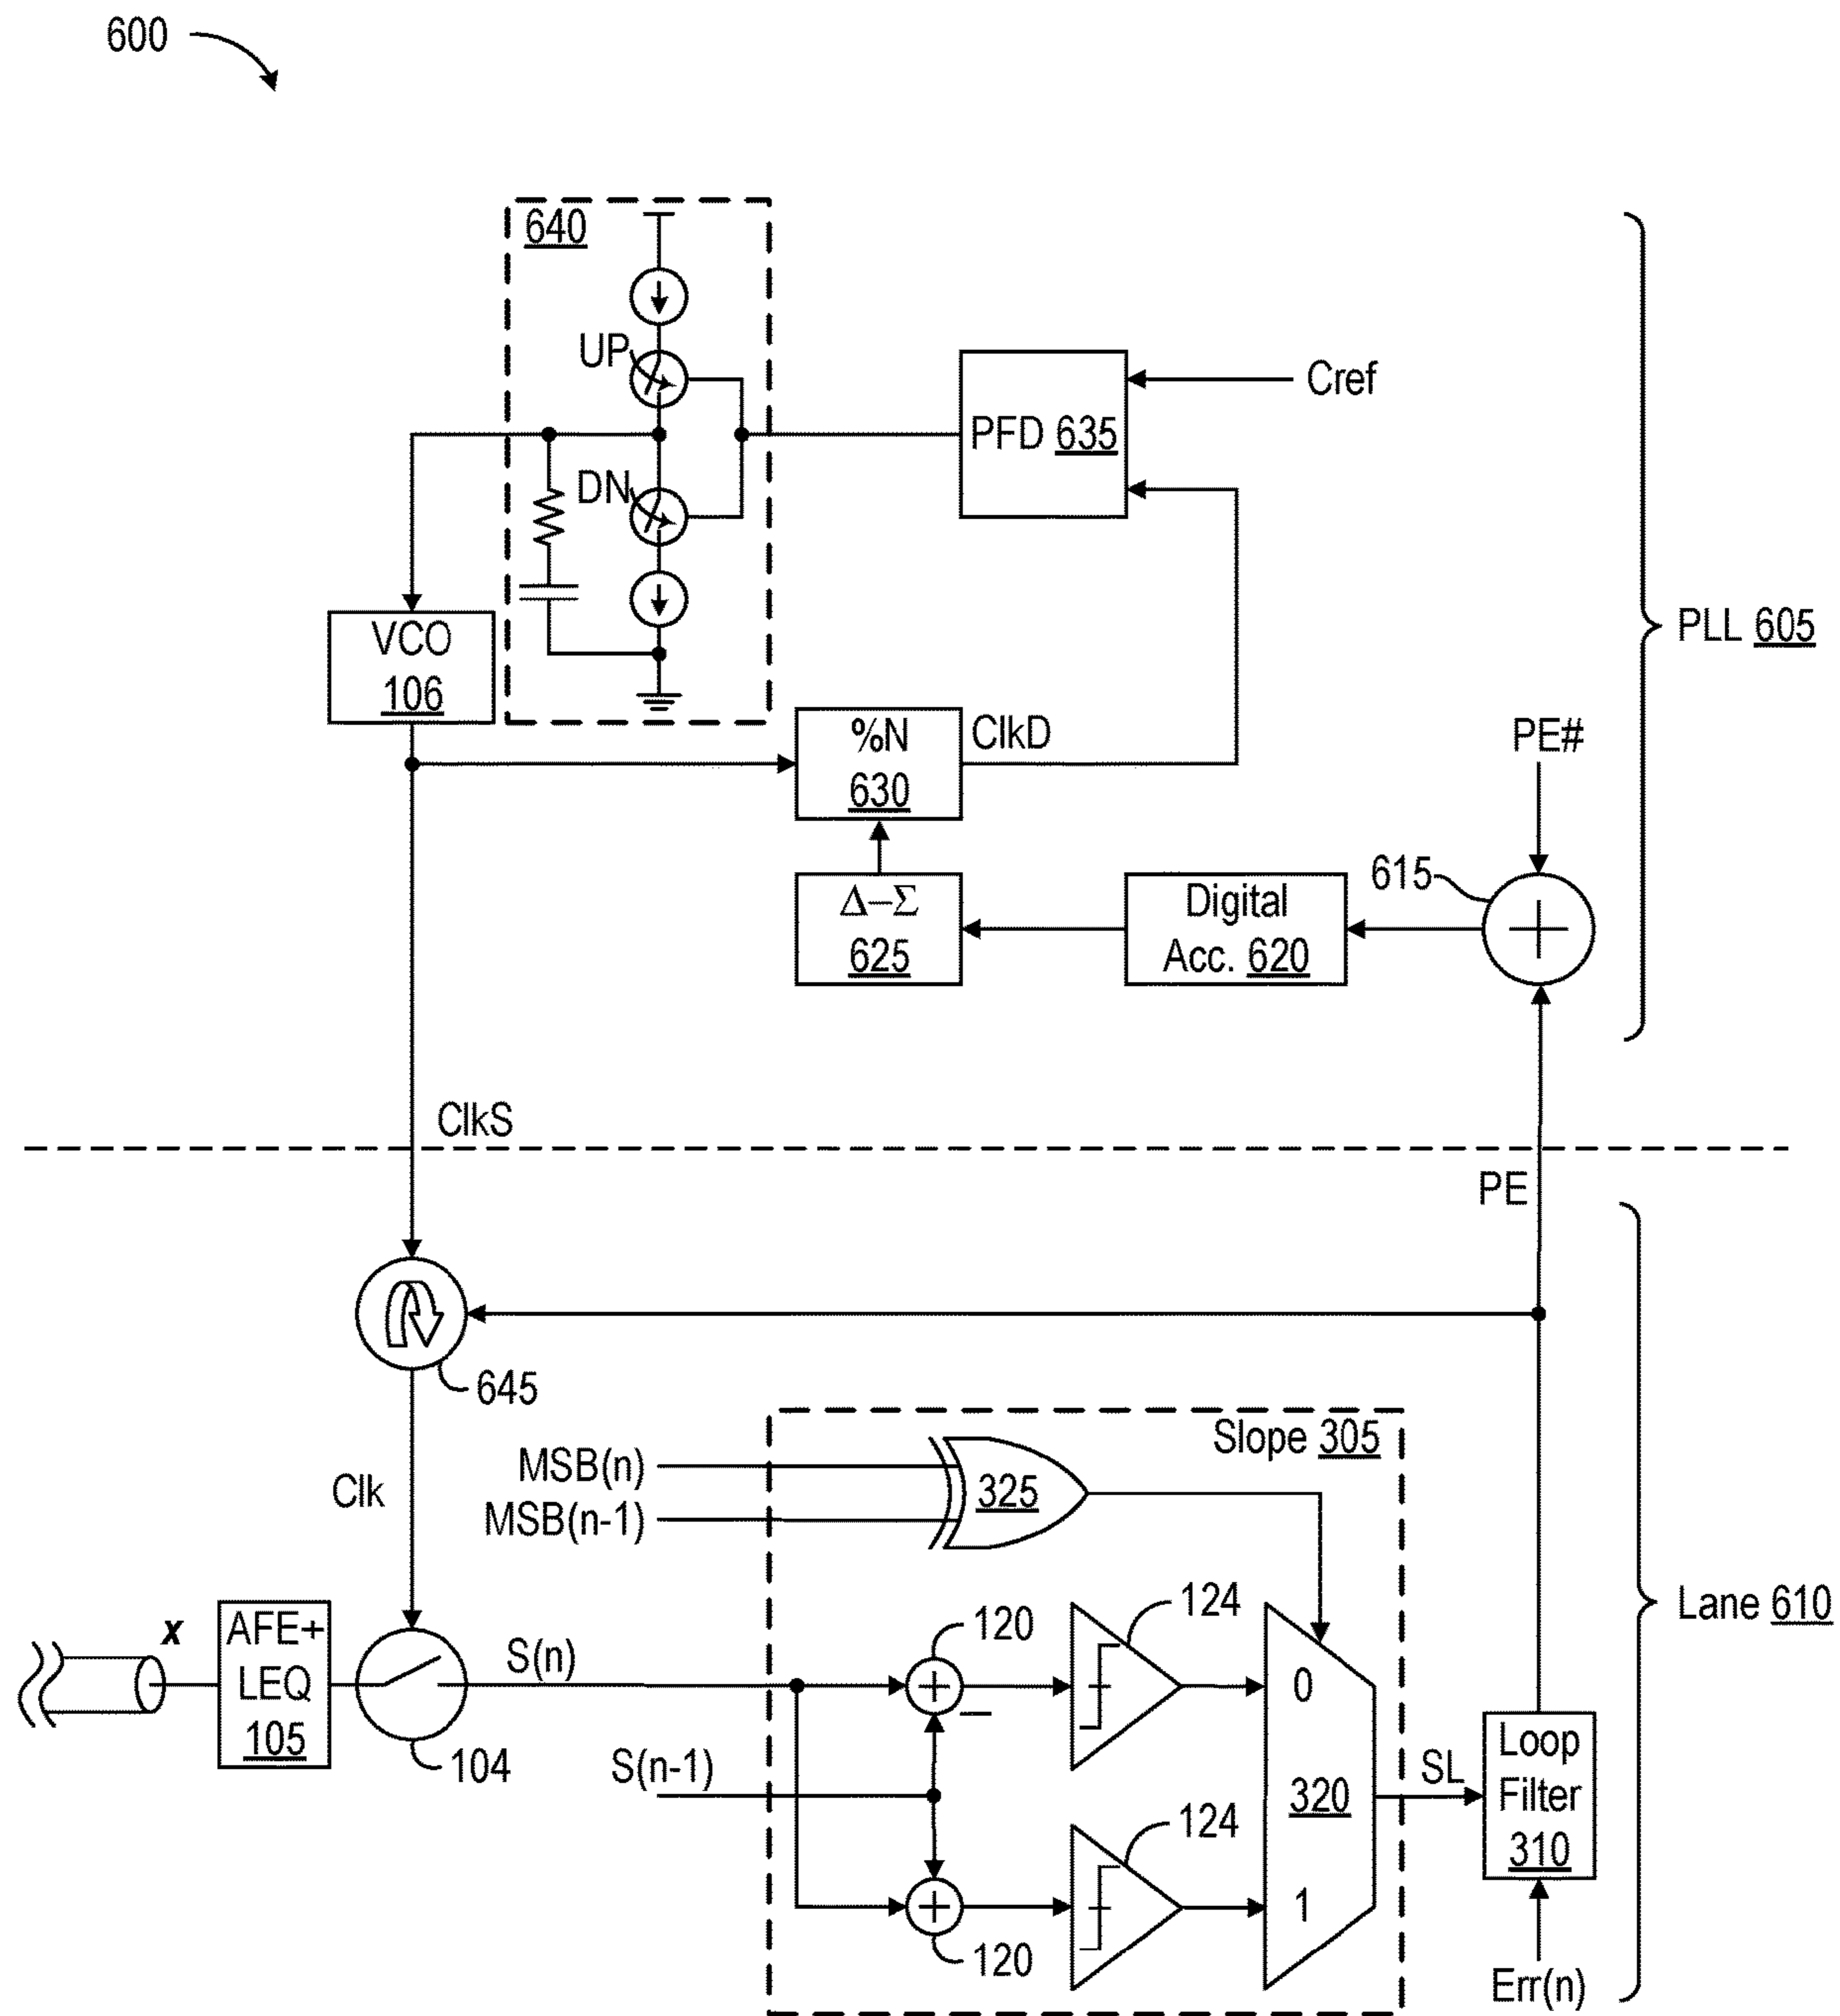 600
640
UP
DN
PFD 635
Cref
VCO
106
%N
630
ClkD
PLL 605
PE#
615
Δ–Σ
625
Digital
Acc. 620
ClkS
PE
645
Clk
Slope 305
MSB(n)
MSB(n-1)
325
x
AFE+
LEQ
105
104
S(n)
S(n-1)
120
124
0
320
1
120
124
SL
Loop
Filter
310
Err(n)
Lane 610